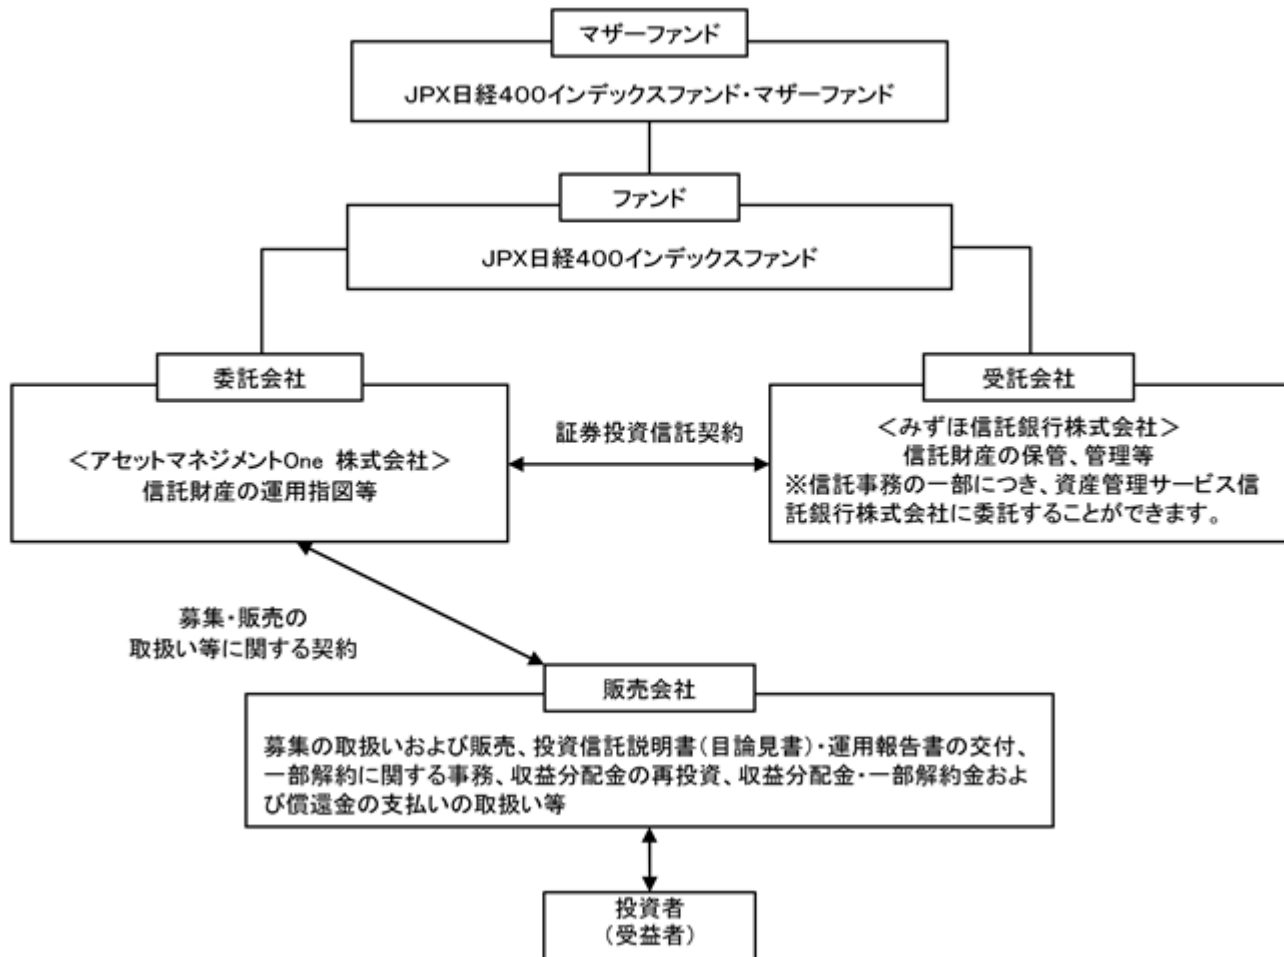 マザーファンド
JPX日経400インデックスファンド・マザーファンド
ファンド
JPX日経400インデックスファンド
委託会社
＜アセットマネジメントOne 株式会社＞
信託財産の運用指図等
証券投資信託契約
受託会社
＜みずほ信託銀行株式会社＞
信託財産の保管、管理等
※信託事務の一部につき、資産管理サービス信
託銀行株式会社に委託することができます。
募集・販売の
取扱い等に関する契約
販売会社
募集の取扱いおよび販売、投資信託説明書（目論見書）・運用報告書の交付、
一部解約に関する事務、収益分配金の再投資、収益分配金・一部解約金およ
び償還金の支払いの取扱い等
投資者
（受益者）